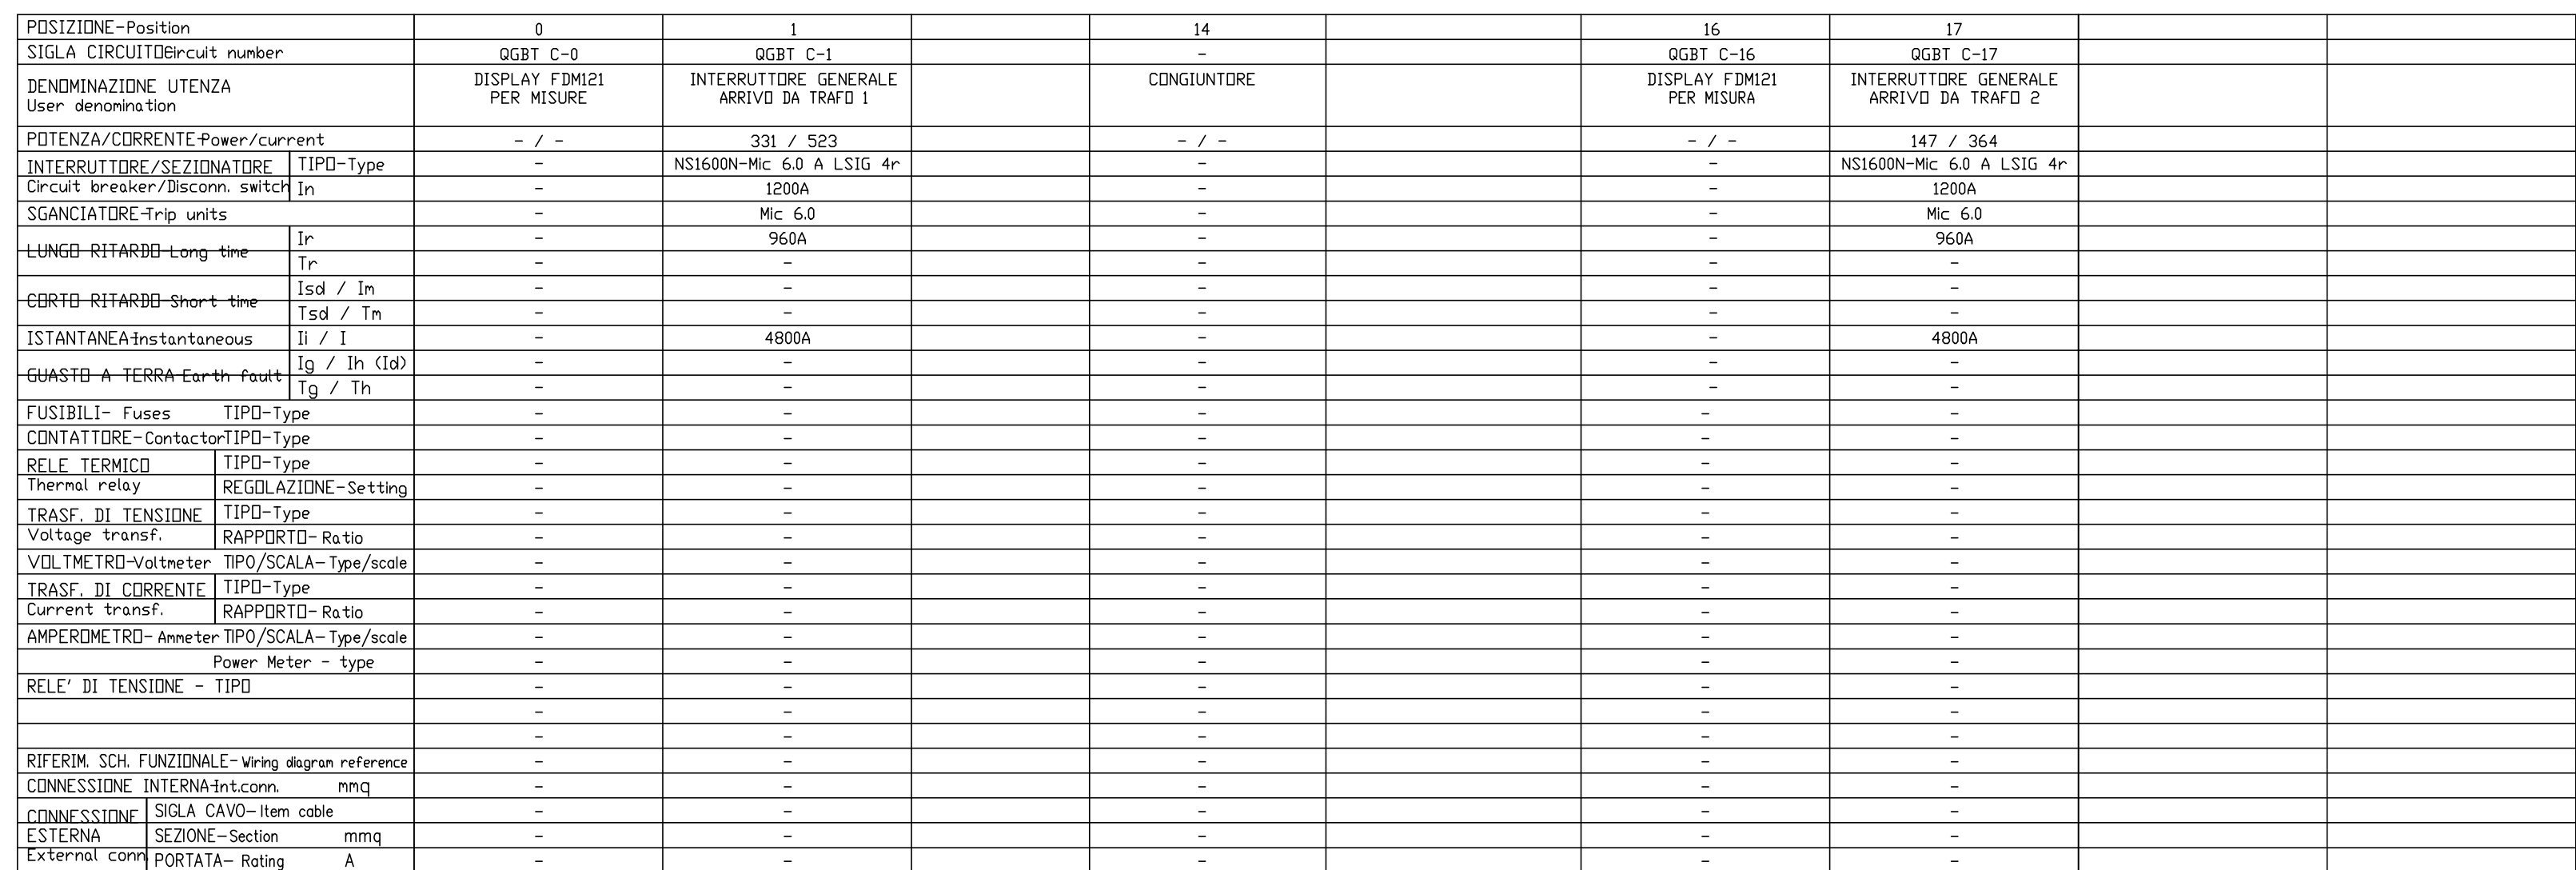 POSIZIONE-Position 0 1 14 16 17
SIGLA CIRCUITO-Circuit number QGBT C-0 QGBT C-1 - QGBT C-16 QGBT C-17
DENOMINAZIONE UTENZA DISPLAY FDM121 INTERRUTTORE GENERALE CONGIUNTORE DISPLAY FDM121 INTERRUTTORE GENERALE
User denomination PER MISURE ARRIVO DA TRAFO 1 PER MISURA ARRIVO DA TRAFO 2
POTENZA/CORRENTE-Power/current - / - 331 / 523 - / - - / - 147 / 364
INTERRUTTORE/SEZIONATORE TIPO-Type - NS1600N-Mic 6.0 A LSIG 4r - - NS1600N-Mic 6.0 A LSIG 4r
Circuit breaker/Disconn. switch In - 1200A - - 1200A
SGANCIATORE-Trip units - Mic 6.0 - - Mic 6.0
LUNGO RITARDO-Long time Ir - 960A - - 960A
Tr - - - - -
CORTO RITARDO-Short time Isd / Im - - - - -
Tsd / Tm - - - - -
ISTANTANEA-Instantaneous Ii / I - 4800A - - 4800A
GUASTO A TERRA-Earth fault Ig / Ih (Id) - - - - -
Tg / Th - - - - -
FUSIBILI- Fuses TIPO-Type - - - - -
CONTATTORE-Contactor TIPO-Type - - - - -
RELE TERMICO TIPO-Type - - - - -
Thermal relay REGOLAZIONE-Setting - - - - -
TRASF. DI TENSIONE TIPO-Type - - - - -
Voltage transf. RAPPORTO-Ratio - - - - -
VOLTMETRO-Voltmeter TIPO/SCALA-Type/scale - - - - -
TRASF. DI CORRENTE TIPO-Type - - - - -
Current transf. RAPPORTO-Ratio - - - - -
AMPEROMETRO-Ammeter TIPO/SCALA-Type/scale - - - - -
Power Meter - type - - - - -
RELE' DI TENSIONE - TIPO - - - - -
- - - - -
- - - - -
RIFERIM. SCH. FUNZIONALE-Wiring diagram reference - - - - -
CONNESSIONE INTERNA-Int.conn. mmq - - - - -
CONNESSIONE SIGLA CAVO-Item cable - - - - -
ESTERNA SEZIONE-Section mmq - - - - -
External conn PORTATA- Rating A - - - - -